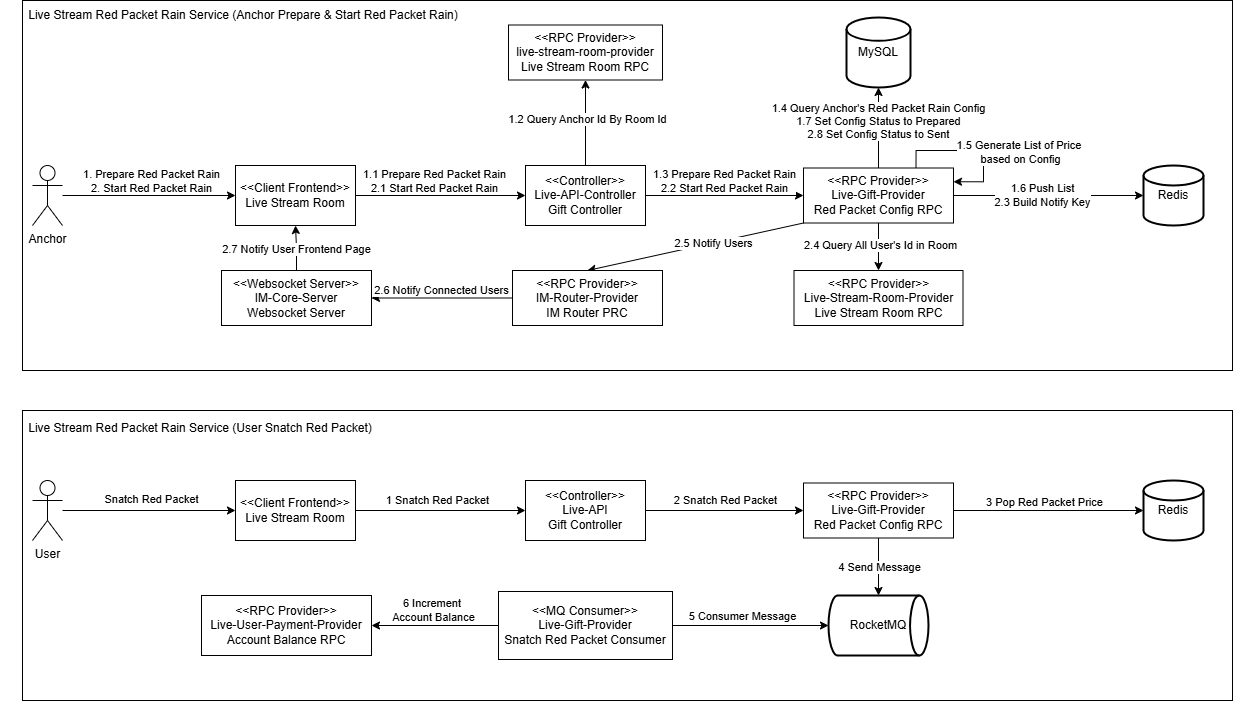 Live Stream Red Packet Rain Service (Anchor Prepare & Start Red Packet Rain)
<<RPC Provider>>
live-stream-room-provider
Live Stream Room RPC
MySQL
1.2 Query Anchor Id By Room Id
1.4 Query Anchor's Red Packet Rain Config
1.7 Set Config Status to Prepared
2.8 Set Config Status to Sent
1.5 Generate List of Price
based on Config
Anchor
1. Prepare Red Packet Rain
2. Start Red Packet Rain
<<Client Frontend>>
Live Stream Room
1.1 Prepare Red Packet Rain
2.1 Start Red Packet Rain
<<Controller>>
Live-API-Controller
Gift Controller
1.3 Prepare Red Packet Rain
2.2 Start Red Packet Rain
<<RPC Provider>>
Live-Gift-Provider
Red Packet Config RPC
1.6 Push List
2.3 Build Notify Key
Redis
2.7 Notify User Frontend Page
2.5 Notify Users
2.4 Query All User's Id in Room
<<Websocket Server>>
IM-Core-Server
Websocket Server
2.6 Notify Connected Users
<<RPC Provider>>
IM-Router-Provider
IM Router PRC
<<RPC Provider>>
Live-Stream-Room-Provider
Live Stream Room RPC
Live Stream Red Packet Rain Service (User Snatch Red Packet)
User
Snatch Red Packet
<<Client Frontend>>
Live Stream Room
1 Snatch Red Packet
<<Controller>>
Live-API
Gift Controller
2 Snatch Red Packet
<<RPC Provider>>
Live-Gift-Provider
Red Packet Config RPC
3 Pop Red Packet Price
Redis
4 Send Message
<<RPC Provider>>
Live-User-Payment-Provider
Account Balance RPC
6 Increment
Account Balance
<<MQ Consumer>>
Live-Gift-Provider
Snatch Red Packet Consumer
5 Consumer Message
RocketMQ